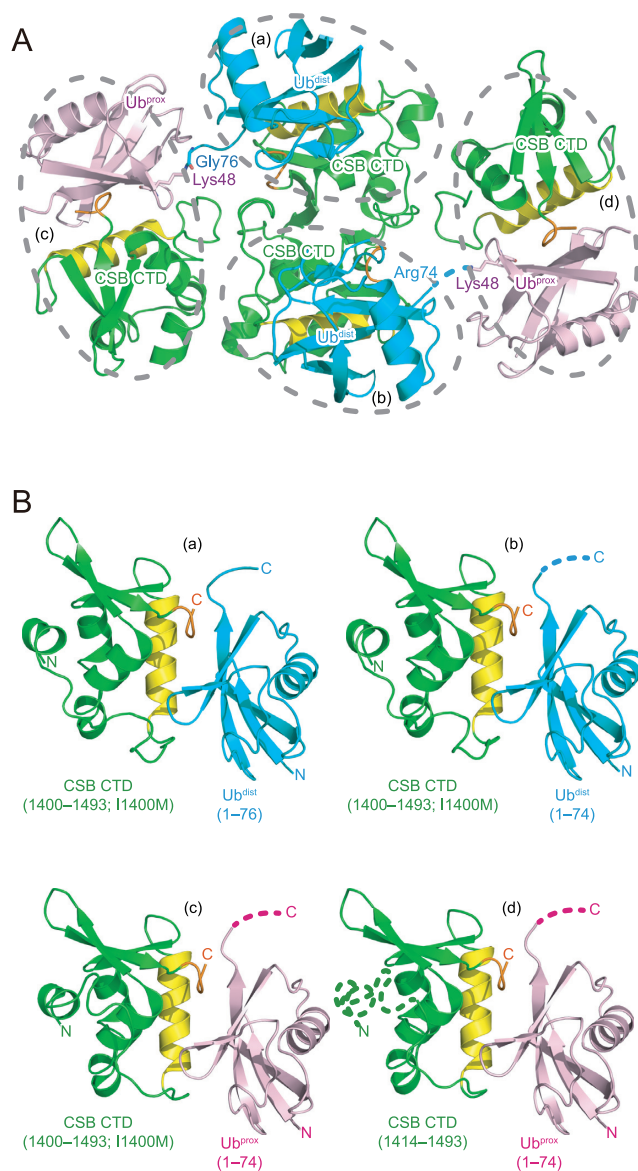 A
(a)
Ub^dist
Ub^prox
Gly76
Lys48
CSB CTD
CSB CTD
(d)
(c)
CSB CTD
CSB CTD
Arg74
Lys48
Ub^prox
Ub^dist
(b)
B
(a)
C
C
N
N
CSB CTD
(1400–1493; I1400M)
Ub^dist
(1–76)
(b)
C
C
N
N
CSB CTD
(1400–1493; I1400M)
Ub^dist
(1–74)
(c)
C
C
N
N
CSB CTD
(1400–1493; I1400M)
Ub^prox
(1–74)
(d)
C
C
N
N
CSB CTD
(1414–1493)
Ub^prox
(1–74)